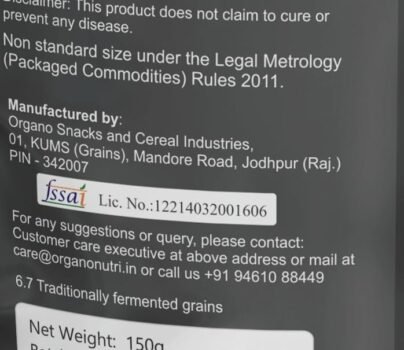 Disclaimer: This product does not claim to cure or
prevent any disease.
Non standard size under the Legal Metrology
(Packaged Commodities) Rules 2011.
Manufactured by:
Organo Snacks and Cereal Industries,
01, KUMS (Grains), Mandore Road, Jodhpur (Raj.)
PIN - 342007
fssai Lic. No.:12214032001606
For any suggestions or query, please contact:
Customer care executive at above address or mail at
care@organonutri.in or call us +91 94610 88449
6.7 Traditionally fermented grains
Net Weight: 150g